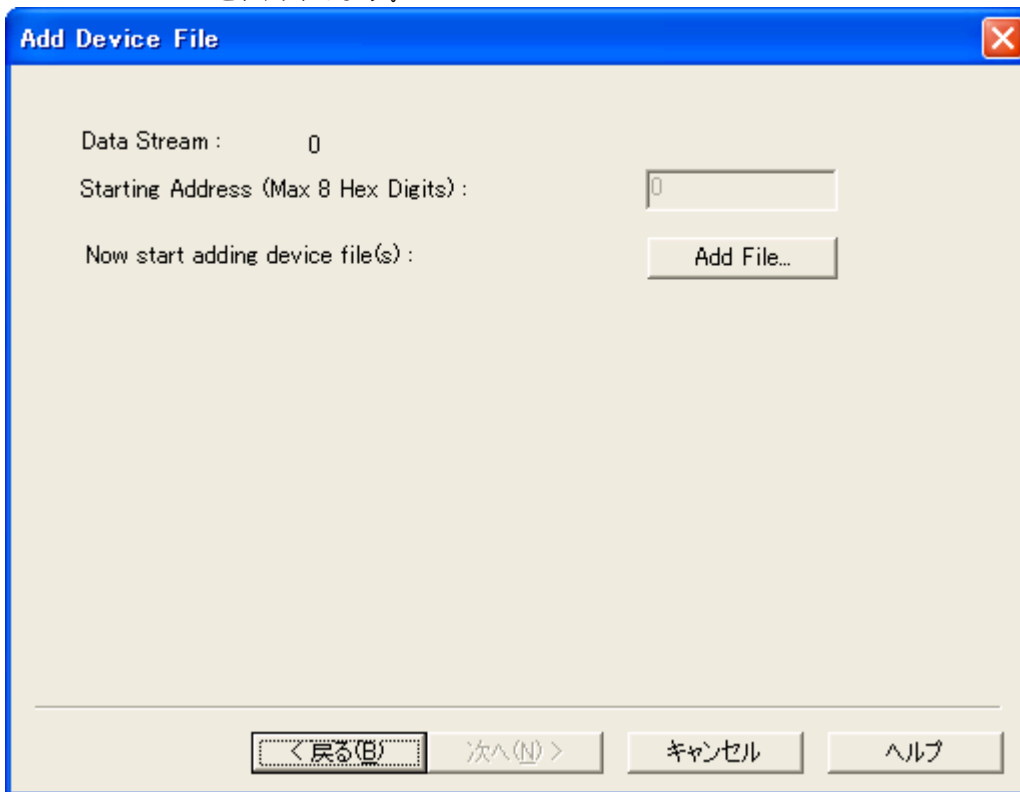 Add Device File
Data Stream : 0
Starting Address (Max 8 Hex Digits) : 0
Now start adding device file(s) : Add File...
< 戻る(B) 次へ(N) > キャンセル ヘルプ